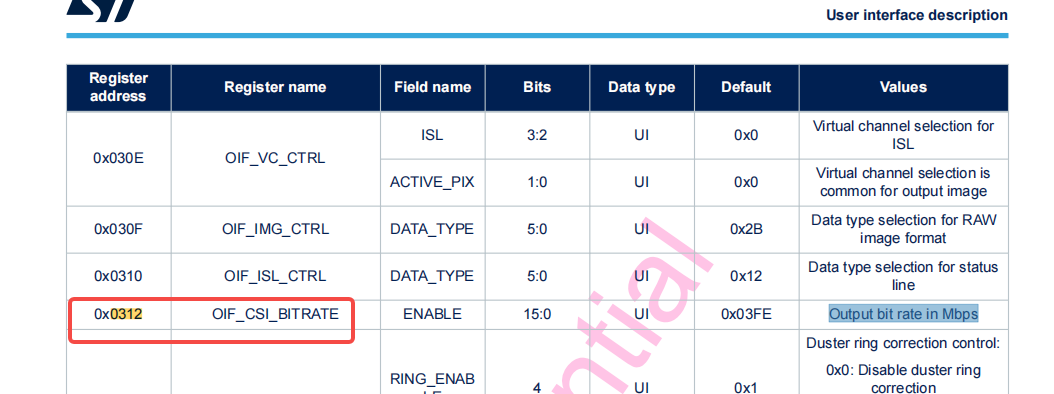 User interface description
Register address Register name Field name Bits Data type Default Values
0x030E OIF_VC_CTRL ISL 3:2 UI 0x0 Virtual channel selection for ISL
ACTIVE_PIX 1:0 UI 0x0 Virtual channel selection is common for output image
0x030F OIF_IMG_CTRL DATA_TYPE 5:0 UI 0x2B Data type selection for RAW image format
0x0310 OIF_ISL_CTRL DATA_TYPE 5:0 UI 0x12 Data type selection for status line
0x0312 OIF_CSI_BITRATE ENABLE 15:0 UI 0x03FE Output bit rate in Mbps
RING_ENAB 4 UI 0x1 Duster ring correction control:
0x0: Disable duster ring correction
ntial